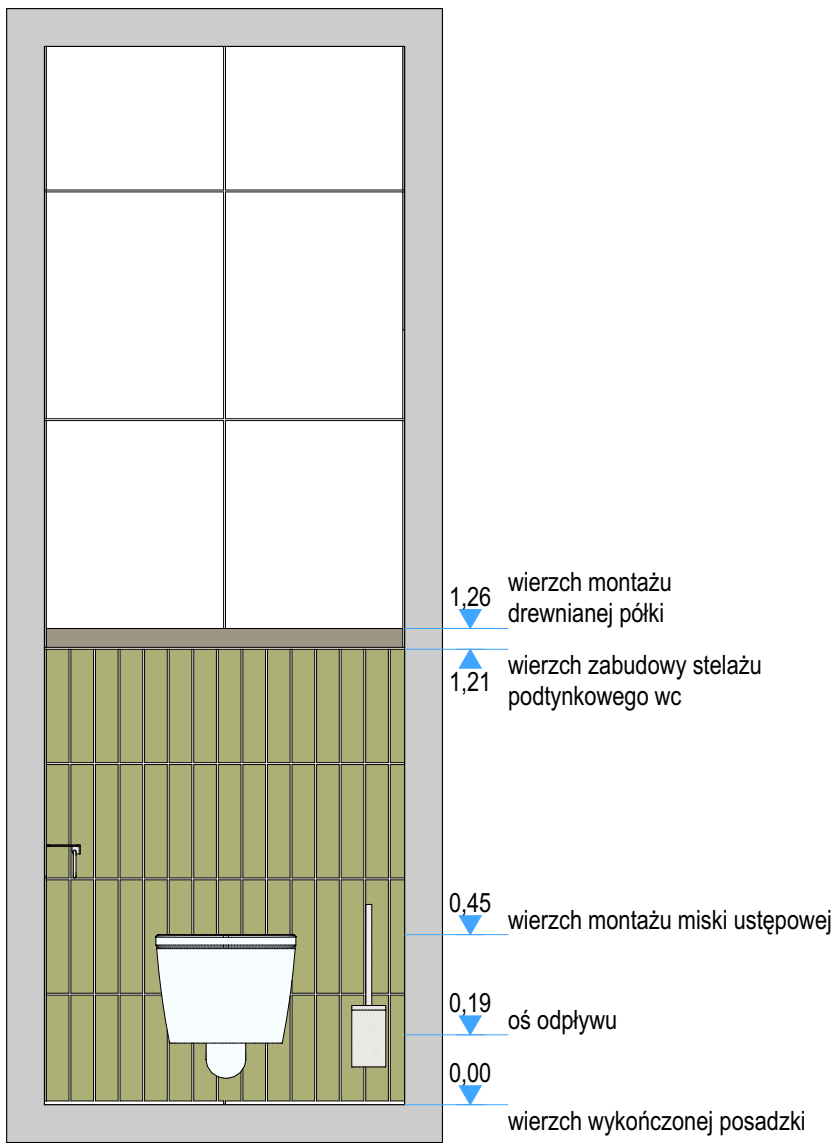 1,26
wierzch montażu
drewnianej półki
1,21
wierzch zabudowy stelażu
podtynkowego wc
0,45
wierzch montażu miski ustępowej
0,19
oś odpływu
0,00
wierzch wykończonej posadzki